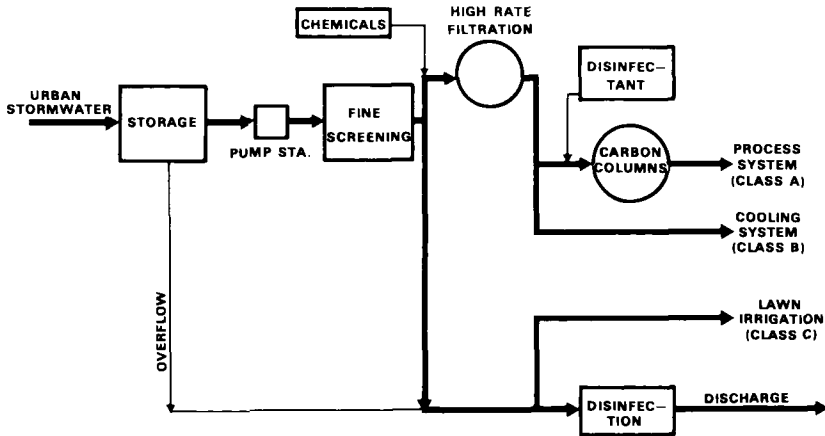 CHEMICALS
HIGH RATE
FILTRATION
DISINFEC–
TANT
URBAN
STORMWATER
STORAGE
PUMP STA.
FINE
SCREENING
CARBON
COLUMNS
PROCESS
SYSTEM
(CLASS A)
COOLING
SYSTEM
(CLASS B)
OVERFLOW
LAWN
IRRIGATION
(CLASS C)
DISINFEC–
TION
DISCHARGE